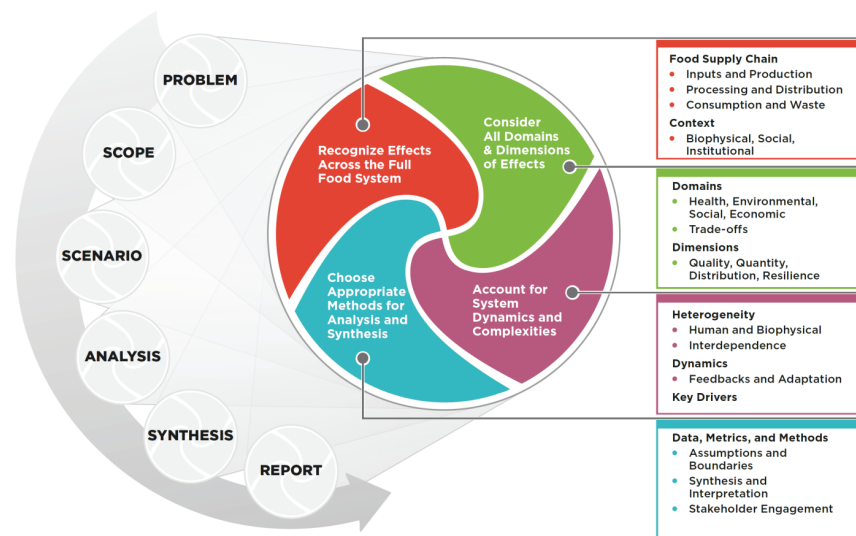 PROBLEM
SCOPE
SCENARIO
ANALYSIS
SYNTHESIS
REPORT
Recognize Effects
Across the Full
Food System
Consider
All Domains
& Dimensions
of Effects
Choose
Appropriate
Methods for
Analysis and
Synthesis
Account for
System
Dynamics and
Complexities
Food Supply Chain
• Inputs and Production
• Processing and Distribution
• Consumption and Waste
Context
• Biophysical, Social,
Institutional
Domains
• Health, Environmental,
Social, Economic
• Trade-offs
Dimensions
• Quality, Quantity,
Distribution, Resilience
Heterogeneity
• Human and Biophysical
• Interdependence
Dynamics
• Feedbacks and Adaptation
Key Drivers
Data, Metrics, and Methods
• Assumptions and
Boundaries
• Synthesis and
Interpretation
• Stakeholder Engagement